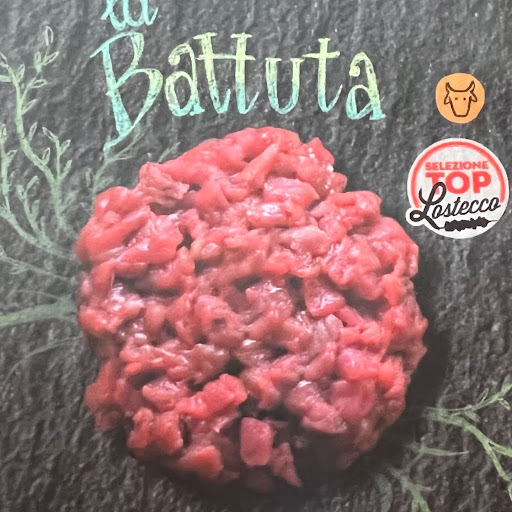 la
Battuta
SELEZIONE
TOP
Lostecco